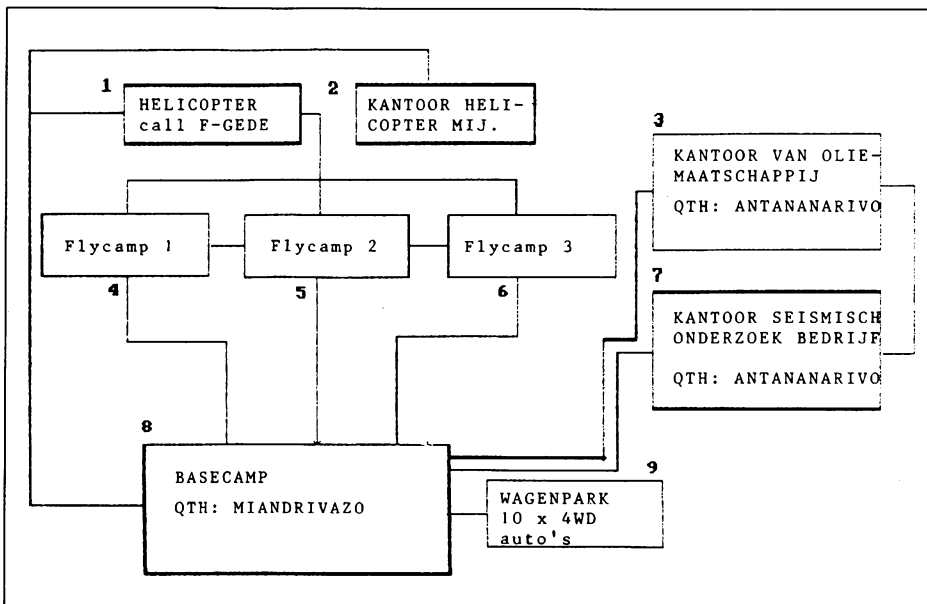 1
HELICOPTER
call F-GEDE
2
KANTOOR HELI-
COPTER MIJ.
3
KANTOOR VAN OLIE-
MAATSCHAPPIJ
QTH: ANTANANARIVO
Flycamp 1
4
Flycamp 2
5
Flycamp 3
6
7
KANTOOR SEISMISCH
ONDERZOEK BEDRIJF
QTH: ANTANANARIVO
8
BASECAMP
QTH: MIANDRIVAZO
9
WAGENPARK
10 x 4WD
auto's